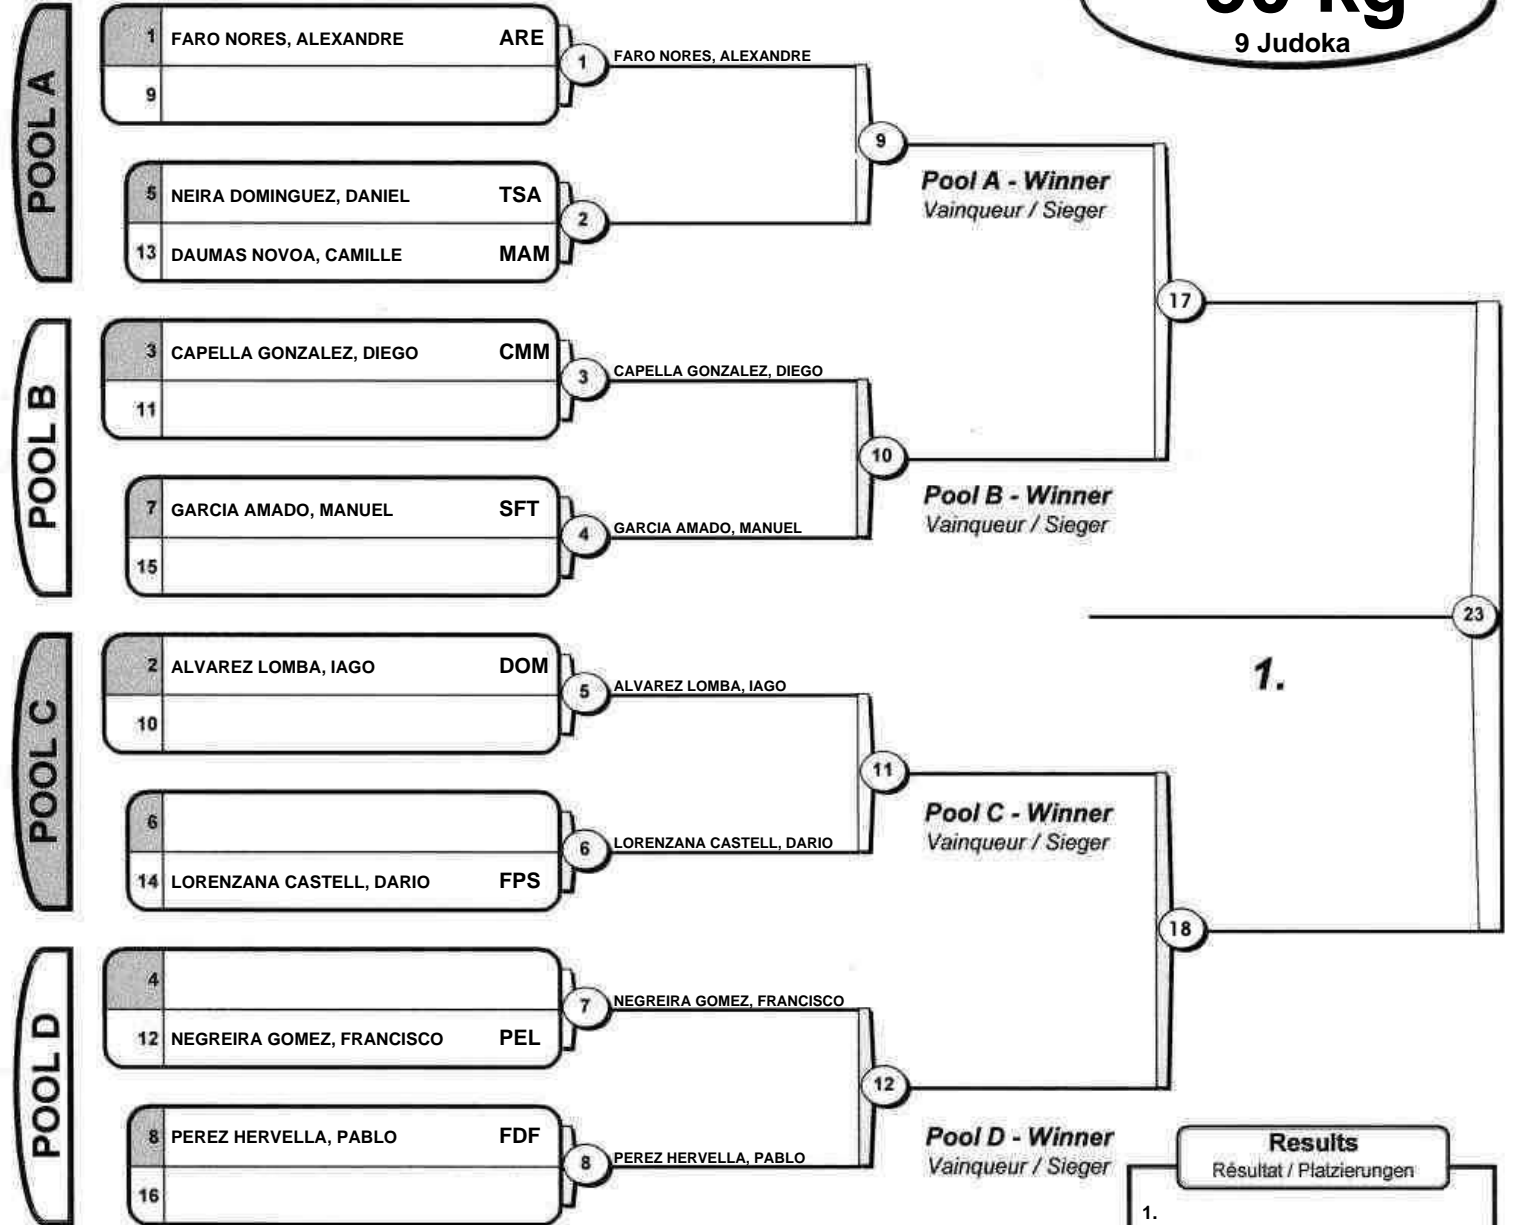 kg
9 Judoka
POOL A
1 FARO NORES, ALEXANDRE ARE
9
1 FARO NORES, ALEXANDRE
5 NEIRA DOMINGUEZ, DANIEL TSA
13 DAUMAS NOVOA, CAMILLE MAM
2
9
Pool A - Winner
Vainqueur / Sieger
POOL B
3 CAPELLA GONZALEZ, DIEGO CMM
11
3 CAPELLA GONZALEZ, DIEGO
7 GARCIA AMADO, MANUEL SFT
15
4 GARCIA AMADO, MANUEL
10
Pool B - Winner
Vainqueur / Sieger
17
POOL C
2 ALVAREZ LOMBA, IAGO DOM
10
5 ALVAREZ LOMBA, IAGO
6
14 LORENZANA CASTELL, DARIO FPS
6 LORENZANA CASTELL, DARIO
11
Pool C - Winner
Vainqueur / Sieger
POOL D
4
12 NEGREIRA GOMEZ, FRANCISCO PEL
7 NEGREIRA GOMEZ, FRANCISCO
8 PEREZ HERVELLA, PABLO FDF
16
8 PEREZ HERVELLA, PABLO
12
Pool D - Winner
Vainqueur / Sieger
18
23
1.
Results
Résultat / Platzierungen
1.